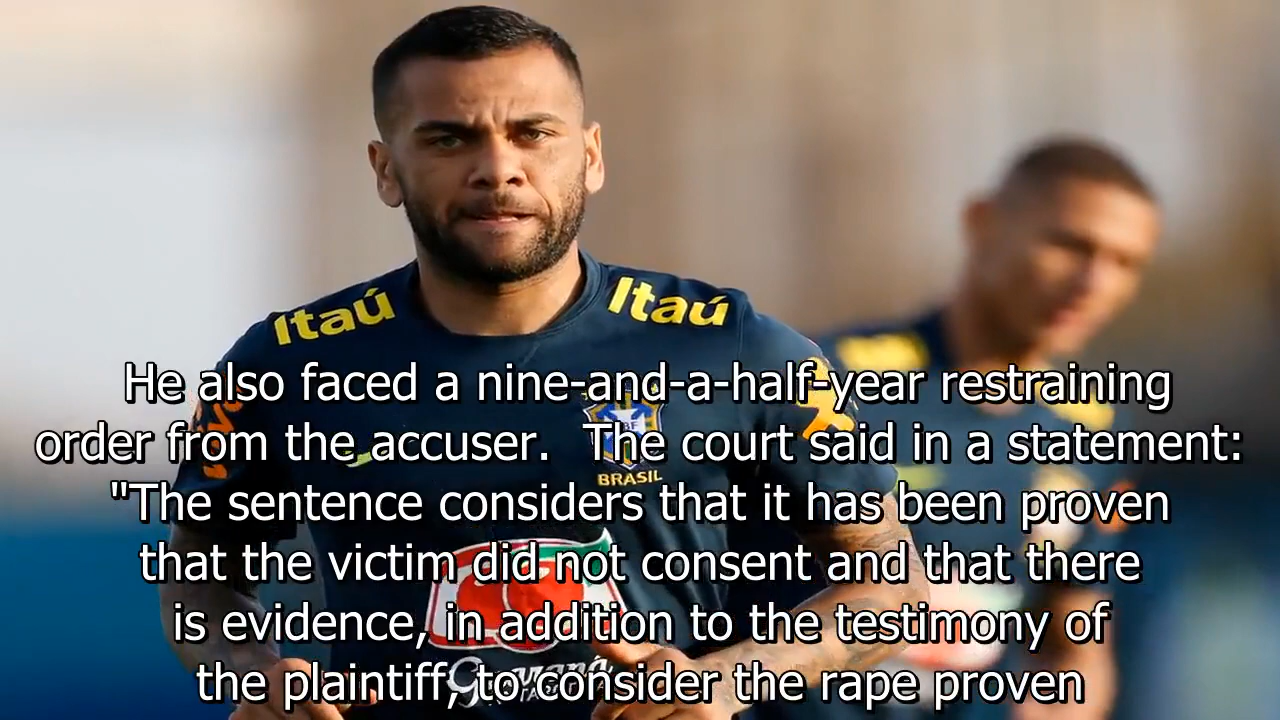 Itaú Itaú
He also faced a nine-and-a-half-year restraining
order from the accuser. The court said in a statement:
BRASIL
"The sentence considers that it has been proven
that the victim did not consent and that there
is evidence, in addition to the testimony of
the plaintiff, to consider the rape proven